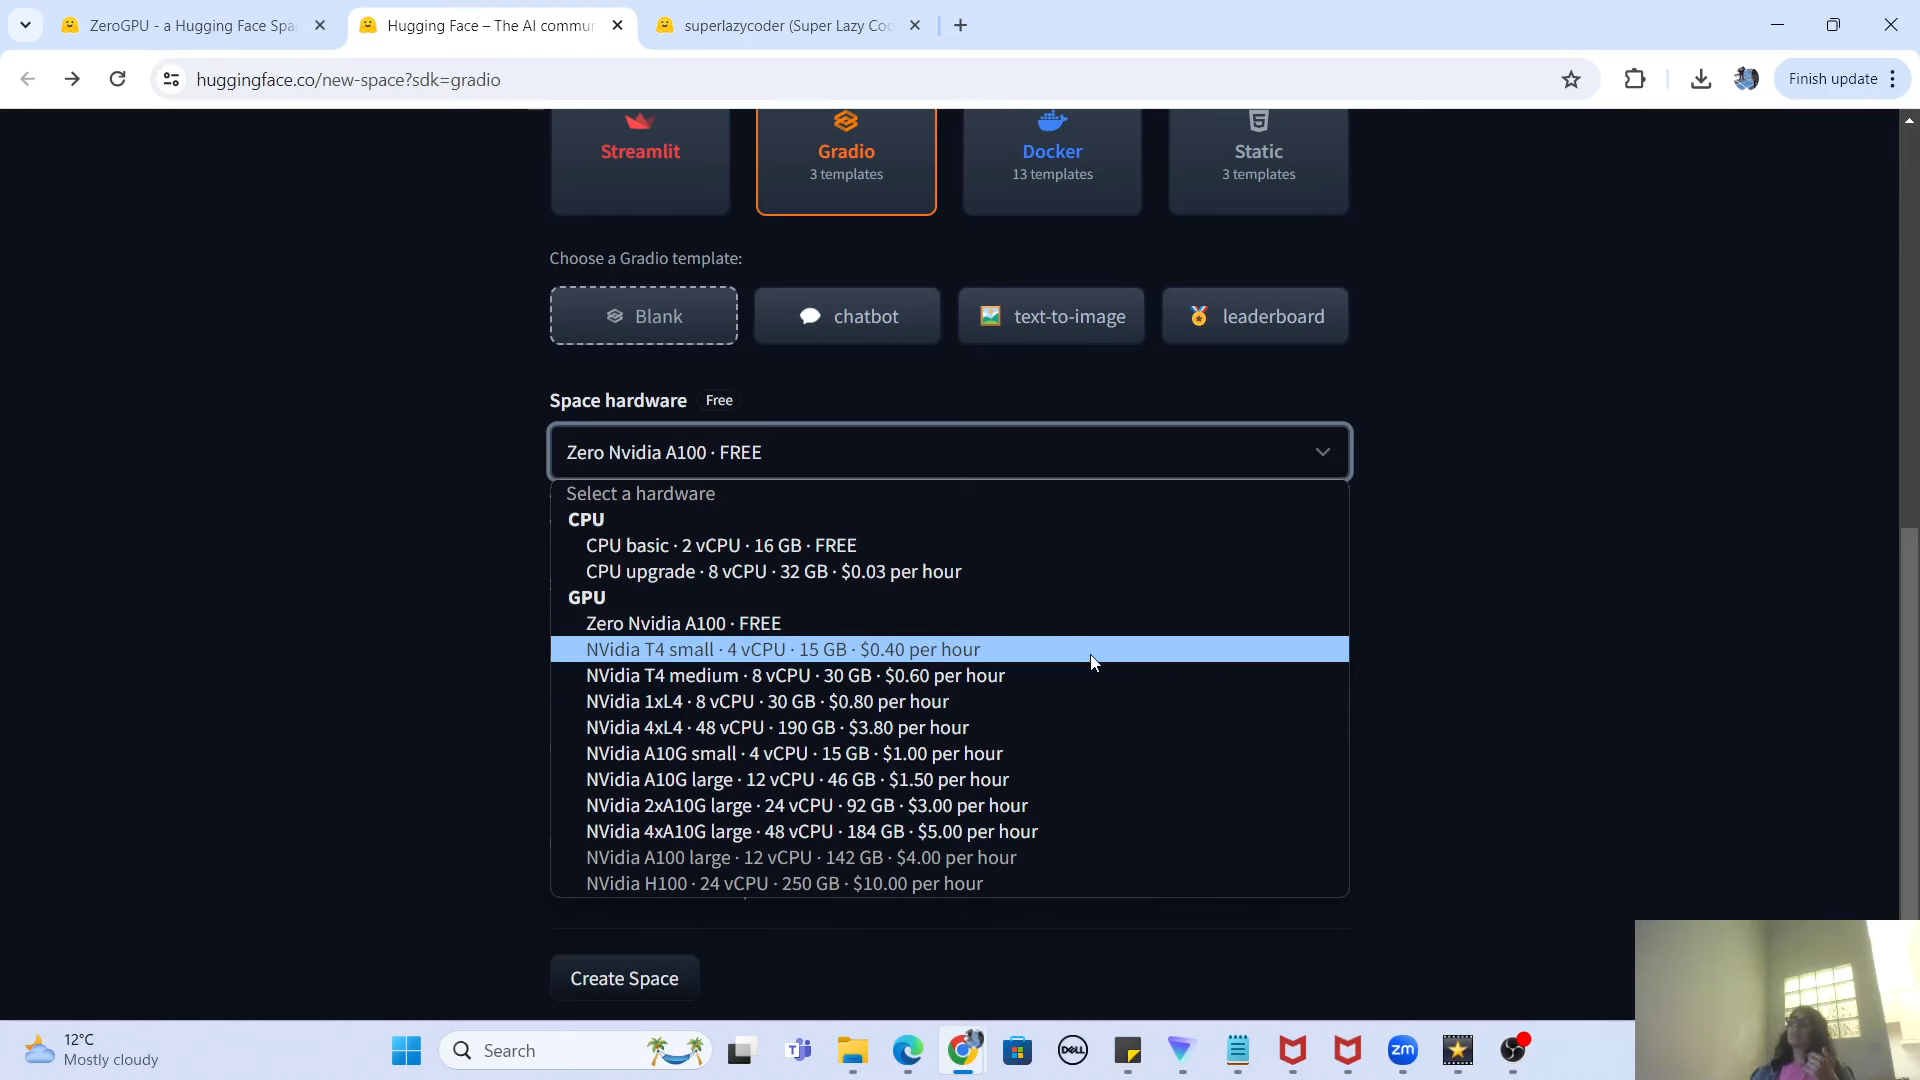 ZeroGPU - a Hugging Face Spa
Hugging Face – The AI commun
superlazycoder (Super Lazy Coc
huggingface.co/new-space?sdk=gradio
Finish update
Streamlit
Gradio
3 templates
Docker
13 templates
Static
3 templates
Choose a Gradio template:
Blank
chatbot
text-to-image
leaderboard
Space hardware Free
Zero Nvidia A100 · FREE
Select a hardware
CPU
CPU basic · 2 vCPU · 16 GB · FREE
CPU upgrade · 8 vCPU · 32 GB · $0.03 per hour
GPU
Zero Nvidia A100 · FREE
NVidia T4 small · 4 vCPU · 15 GB · $0.40 per hour
NVidia T4 medium · 8 vCPU · 30 GB · $0.60 per hour
NVidia 1xL4 · 8 vCPU · 30 GB · $0.80 per hour
NVidia 4xL4 · 48 vCPU · 190 GB · $3.80 per hour
NVidia A10G small · 4 vCPU · 15 GB · $1.00 per hour
NVidia A10G large · 12 vCPU · 46 GB · $1.50 per hour
NVidia 2xA10G large · 24 vCPU · 92 GB · $3.00 per hour
NVidia 4xA10G large · 48 vCPU · 184 GB · $5.00 per hour
NVidia A100 large · 12 vCPU · 142 GB · $4.00 per hour
NVidia H100 · 24 vCPU · 250 GB · $10.00 per hour
Create Space
12°C
Mostly cloudy
Search
DELL
zm